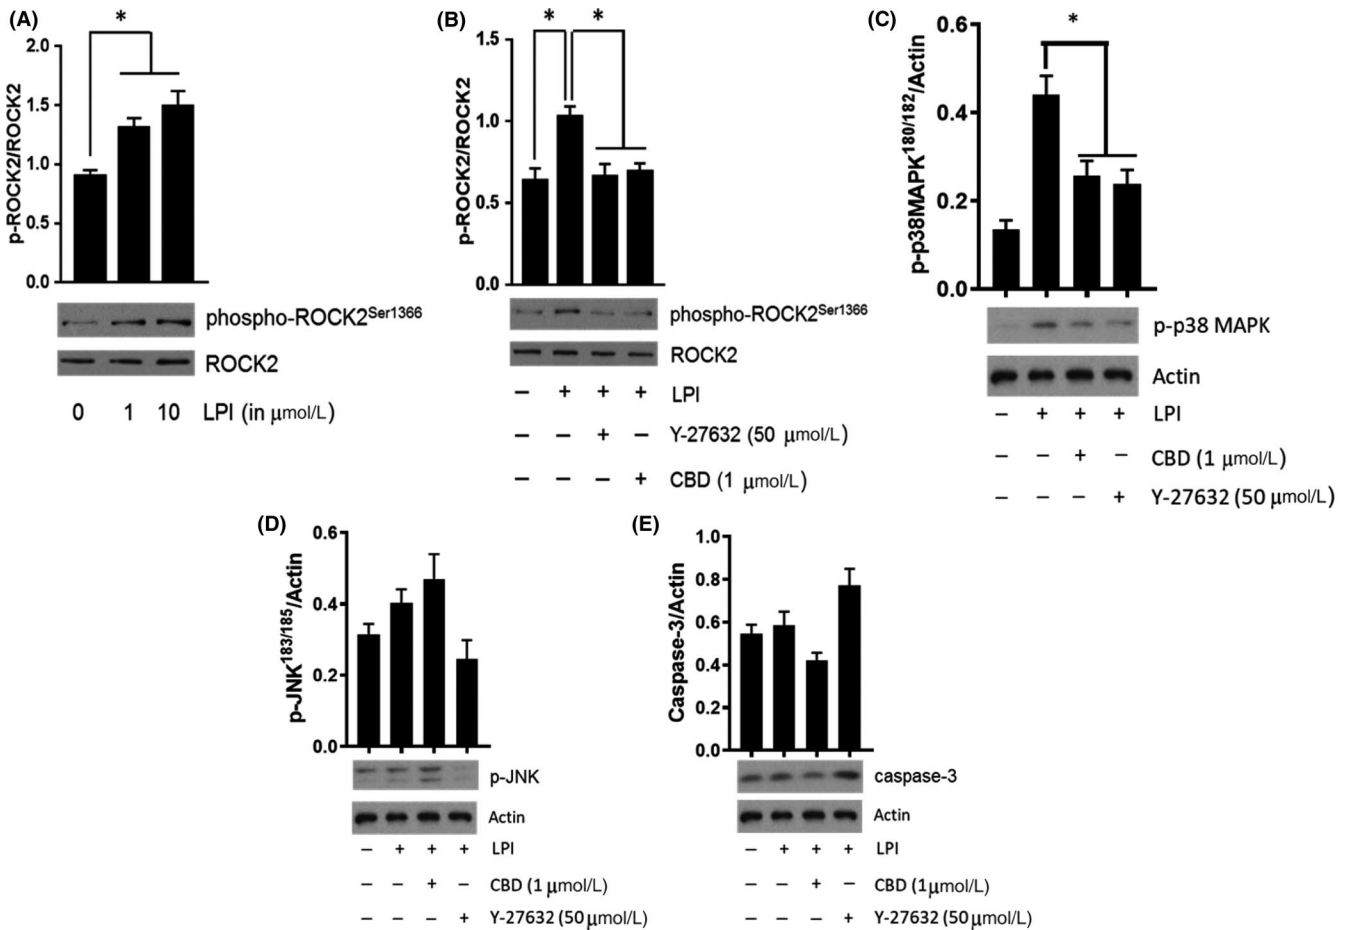 (A)
*
2.0
1.5
1.0
0.5
0.0
p-ROCK2/ROCK2
phospho-ROCK2Ser1366
ROCK2
0 1 10 LPI (in μmol/L)
(B)
* *
1.5
1.0
0.5
0.0
p-ROCK2/ROCK2
phospho-ROCK2Ser1366
ROCK2
– + + + LPI
– – + – Y-27632 (50 μmol/L)
– – – + CBD (1 μmol/L)
(C)
*
0.6
0.4
0.2
0.0
p-p38MAPK180/182/Actin
p-p38 MAPK
Actin
– + + + LPI
– – + – CBD (1 μmol/L)
– – – + Y-27632 (50 μmol/L)
(D)
0.6
0.4
0.2
0.0
p-JNK183/185/Actin
p-JNK
Actin
– + + + LPI
– – + – CBD (1 μmol/L)
– – – + Y-27632 (50 μmol/L)
(E)
1.0
0.8
0.6
0.4
0.2
0.0
Caspase-3/Actin
caspase-3
Actin
– + + + LPI
– – + – CBD (1μmol/L)
– – – + Y-27632 (50 μmol/L)